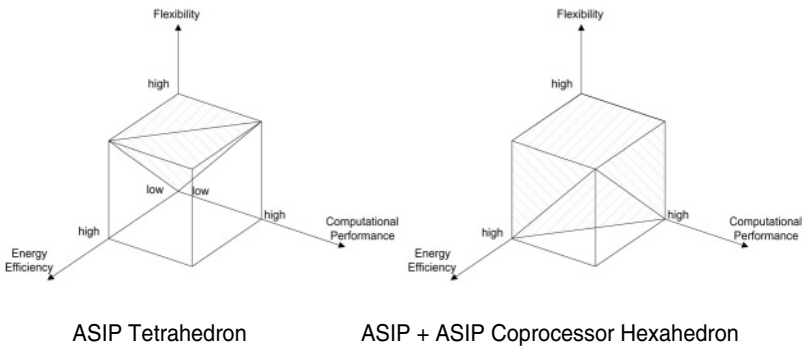 Flexibility
high
low
low
high
high
Computational
Performance
Energy
Efficiency
ASIP Tetrahedron
Flexibility
high
high
high
Computational
Performance
Energy
Efficiency
ASIP + ASIP Coprocessor Hexahedron